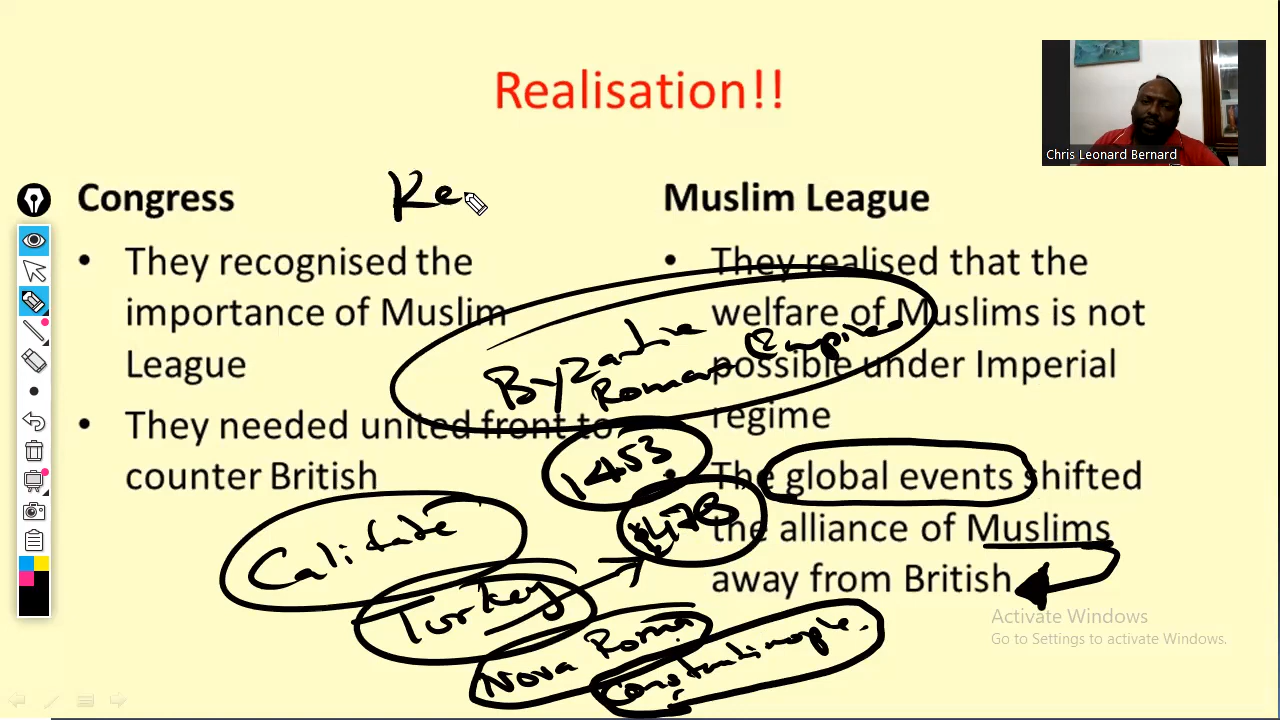 Realisation!!
Chris Leonard Bernard
Congress
Ke
• They recognised the
importance of Muslim
League
• They needed united front to
counter British
Muslim League
• They realised that the
welfare of Muslims is not
possible under Imperial
regime
• The global events shifted
the alliance of Muslims
away from British
Byzantine
Roman Empire
1453
Califate
Turkey
Nova Roma
Constantinople.
Activate Windows
Go to Settings to activate Windows.